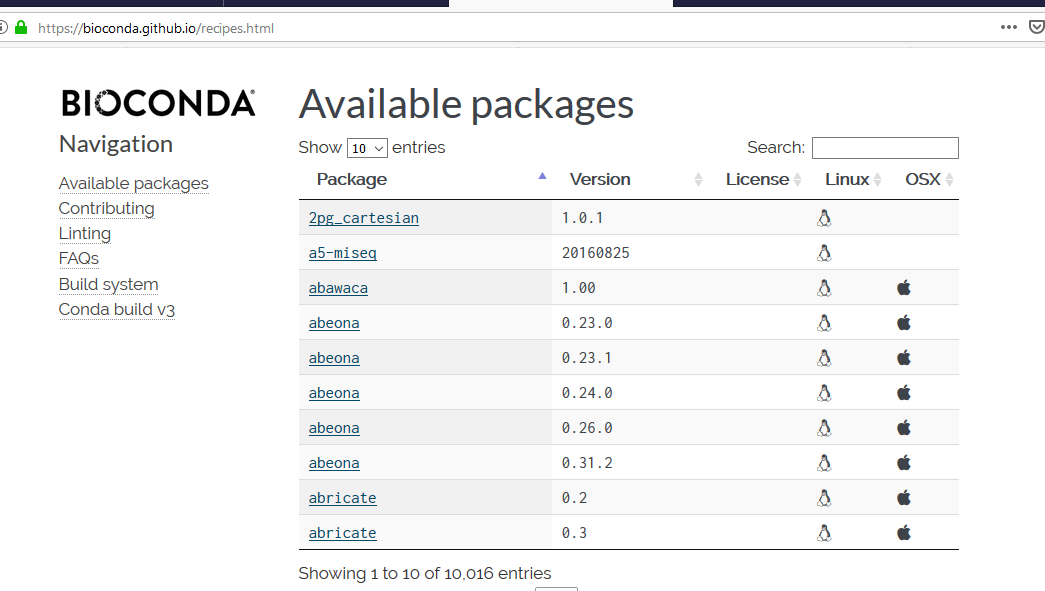 https://bioconda.github.io/recipes.html
BIOCONDA®
Navigation
Available packages
Contributing
Linting
FAQs
Build system
Conda build v3
Available packages
Show 10 entries
Search:
Package Version License Linux OSX
2pg_cartesian 1.0.1
a5-miseq 20160825
abawaca 1.00
abeona 0.23.0
abeona 0.23.1
abeona 0.24.0
abeona 0.26.0
abeona 0.31.2
abricate 0.2
abricate 0.3
Showing 1 to 10 of 10,016 entries